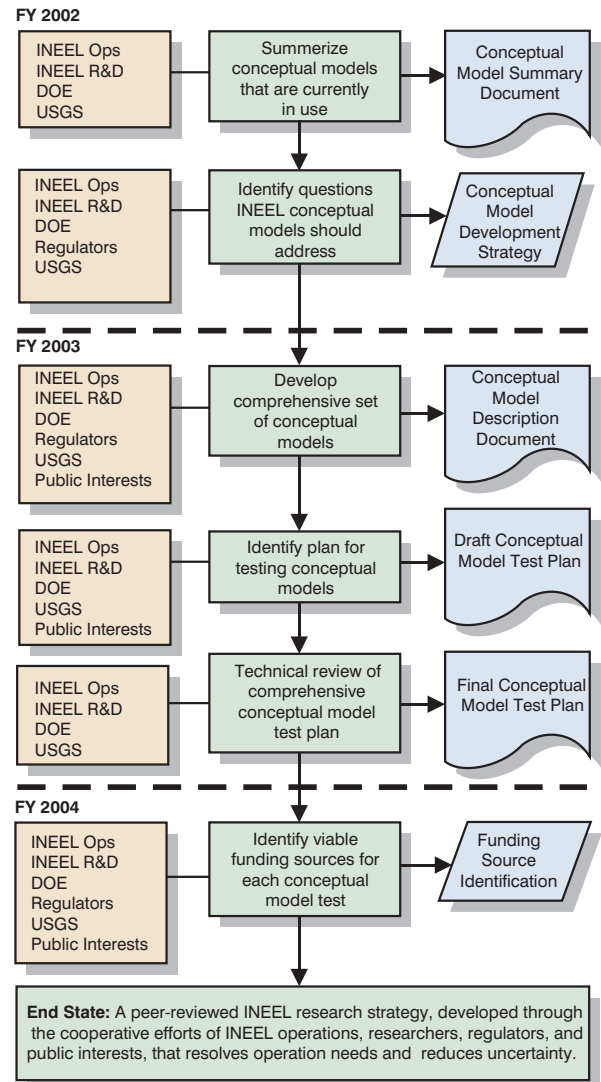 FY 2002
INEEL Ops
INEEL R&D
DOE
USGS
Summerize
conceptual models
that are currently
in use
Conceptual
Model Summary
Document
INEEL Ops
INEEL R&D
DOE
Regulators
USGS
Identify questions
INEEL conceptual
models should
address
Conceptual
Model
Development
Strategy
FY 2003
INEEL Ops
INEEL R&D
DOE
Regulators
USGS
Public Interests
Develop
comprehensive set
of conceptual
models
Conceptual
Model
Description
Document
INEEL Ops
INEEL R&D
DOE
USGS
Public Interests
Identify plan for
testing conceptual
models
Draft Conceptual
Model Test Plan
INEEL Ops
INEEL R&D
DOE
USGS
Technical review of
comprehensive
conceptual model
test plan
Final Conceptual
Model Test Plan
FY 2004
INEEL Ops
INEEL R&D
DOE
Regulators
USGS
Public Interests
Identify viable
funding sources for
each conceptual
model test
Funding
Source
Identification
End State: A peer-reviewed INEEL research strategy, developed through
the cooperative efforts of INEEL operations, researchers, regulators, and
public interests, that resolves operation needs and reduces uncertainty.